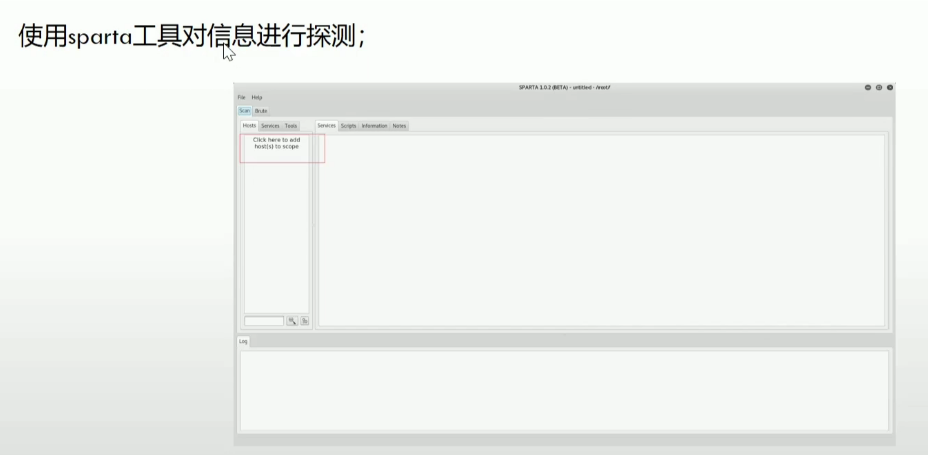 使用sparta工具对信息进行探测；
SPARTA 1.0.2 (BETA) - untitled - /root/
File Help
Scan Brute
Hosts Services Tools Services Scripts Information Notes
Click here to add
host(s) to scope
Log